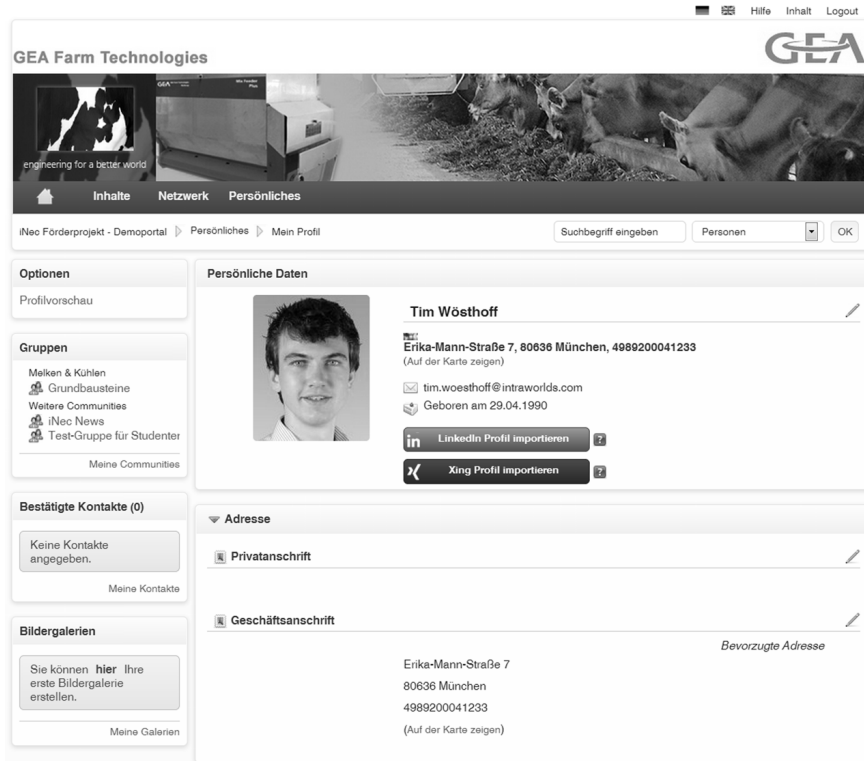 Hilfe Inhalt Logout
GEA Farm Technologies
GEA
GEA
engineering for a better world
Inhalte Netzwerk Persönliches
iNec Förderprojekt - Demoportal Persönliches Mein Profil
Suchbegriff eingeben Personen OK
Optionen
Profilvorschau
Gruppen
Melken & Kühlen
Grundbausteine
Weitere Communities
iNec News
Test-Gruppe für Studenter
Meine Communities
Bestätigte Kontakte (0)
Keine Kontakte
angegeben.
Meine Kontakte
Bildergalerien
Sie können hier Ihre
erste Bildergalerie
erstellen.
Meine Galerien
Persönliche Daten
Tim Wösthoff
Erika-Mann-Straße 7, 80636 München, 4989200041233
(Auf der Karte zeigen)
tim.woesthoff@intraworlds.com
Geboren am 29.04.1990
in LinkedIn Profil importieren ?
Xing Profil importieren ?
Adresse
Privatanschrift
Geschäftsanschrift
Bevorzugte Adresse
Erika-Mann-Straße 7
80636 München
4989200041233
(Auf der Karte zeigen)